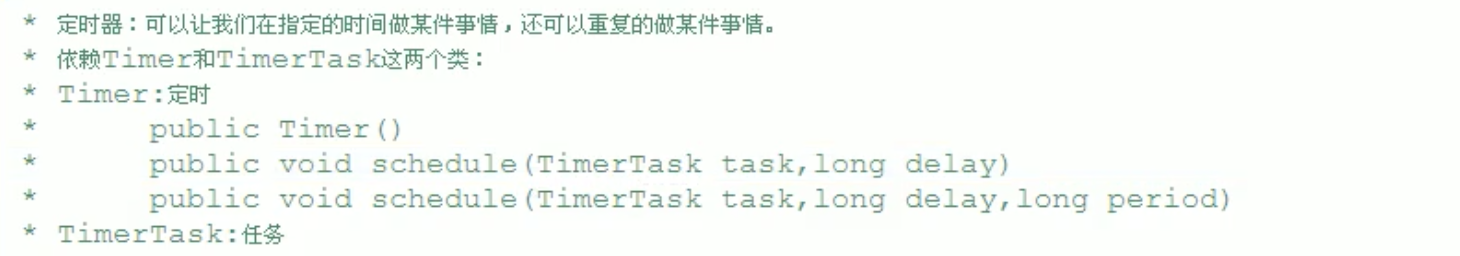 * 定时器:可以让我们在指定的时间做某件事情,还可以重复的做某件事情。
* 依赖Timer和TimerTask这两个类:
* Timer:定时
* public Timer()
* public void schedule(TimerTask task,long delay)
* public void schedule(TimerTask task,long delay,long period)
* TimerTask:任务